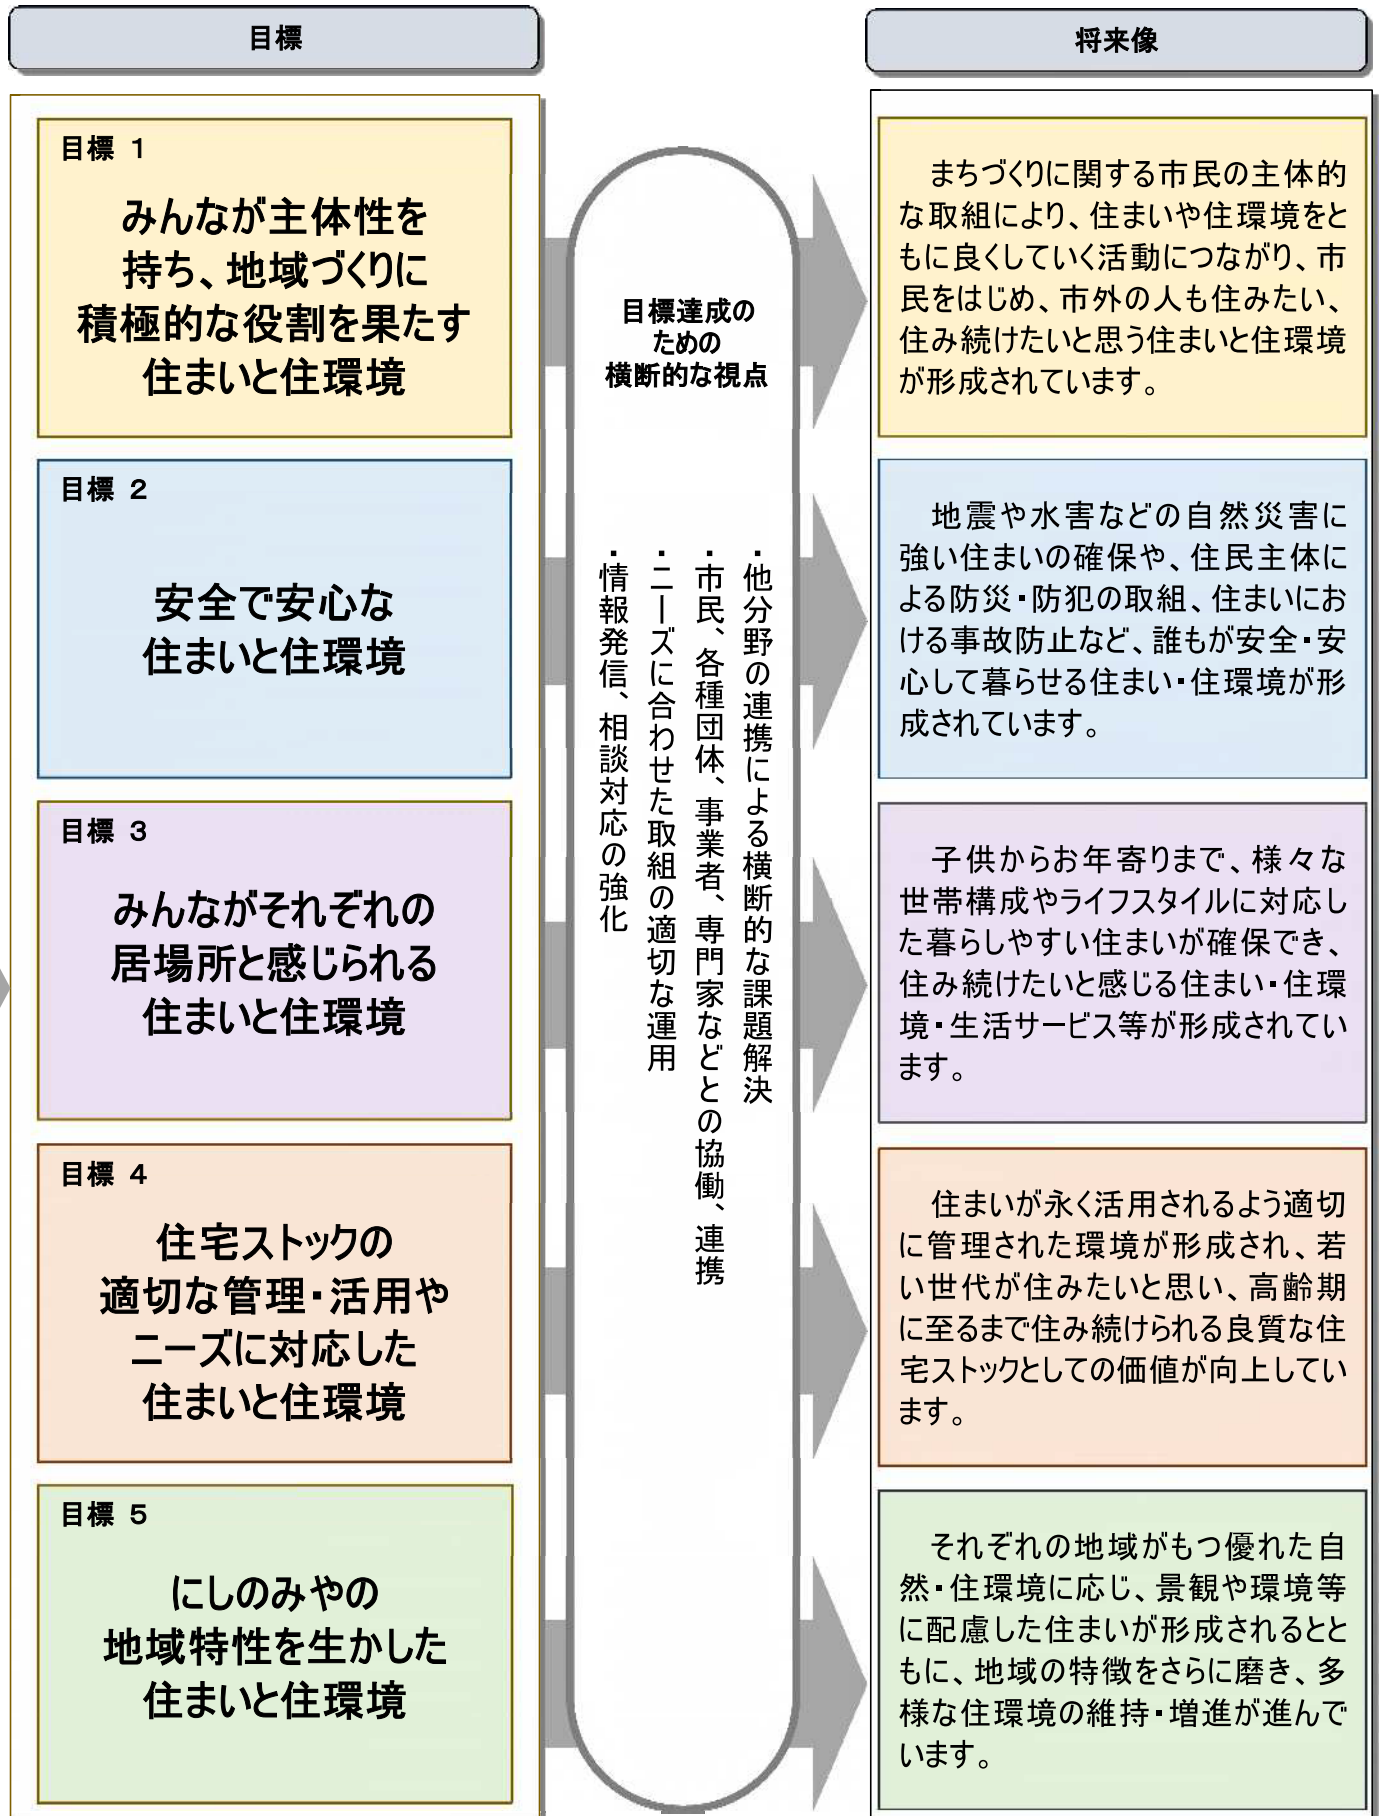 目標
目標 1
みんなが主体性を
持ち、地域づくりに
積極的な役割を果たす
住まいと住環境
目標 2
安全で安心な
住まいと住環境
目標 3
みんながそれぞれの
居場所と感じられる
住まいと住環境
目標 4
住宅ストックの
適切な管理・活用や
ニーズに対応した
住まいと住環境
目標 5
にしのみやの
地域特性を生かした
住まいと住環境
目標達成の
ための
横断的な視点
・他分野の連携による横断的な課題解決
・市民、各種団体、事業者、専門家などとの協働、連携
・ニーズに合わせた取組の適切な運用
・情報発信、相談対応の強化
将来像
まちづくりに関する市民の主体的
な取組により、住まいや住環境をと
もに良くしていく活動につながり、市
民をはじめ、市外の人も住みたい、
住み続けたいと思う住まいと住環境
が形成されています。
地震や水害などの自然災害に
強い住まいの確保や、住民主体に
よる防災・防犯の取組、住まいにお
ける事故防止など、誰もが安全・安
心して暮らせる住まい・住環境が形
成されています。
子供からお年寄りまで、様々な
世帯構成やライフスタイルに対応し
た暮らしやすい住まいが確保でき、
住み続けたいと感じる住まい・住環
境・生活サービス等が形成されてい
ます。
住まいが永く活用されるよう適切
に管理された環境が形成され、若
い世代が住みたいと思い、高齢期
に至るまで住み続けられる良質な住
宅ストックとしての価値が向上してい
ます。
それぞれの地域がもつ優れた自
然・住環境に応じ、景観や環境等
に配慮した住まいが形成されるとと
もに、地域の特徴をさらに磨き、多
様な住環境の維持・増進が進んで
います。